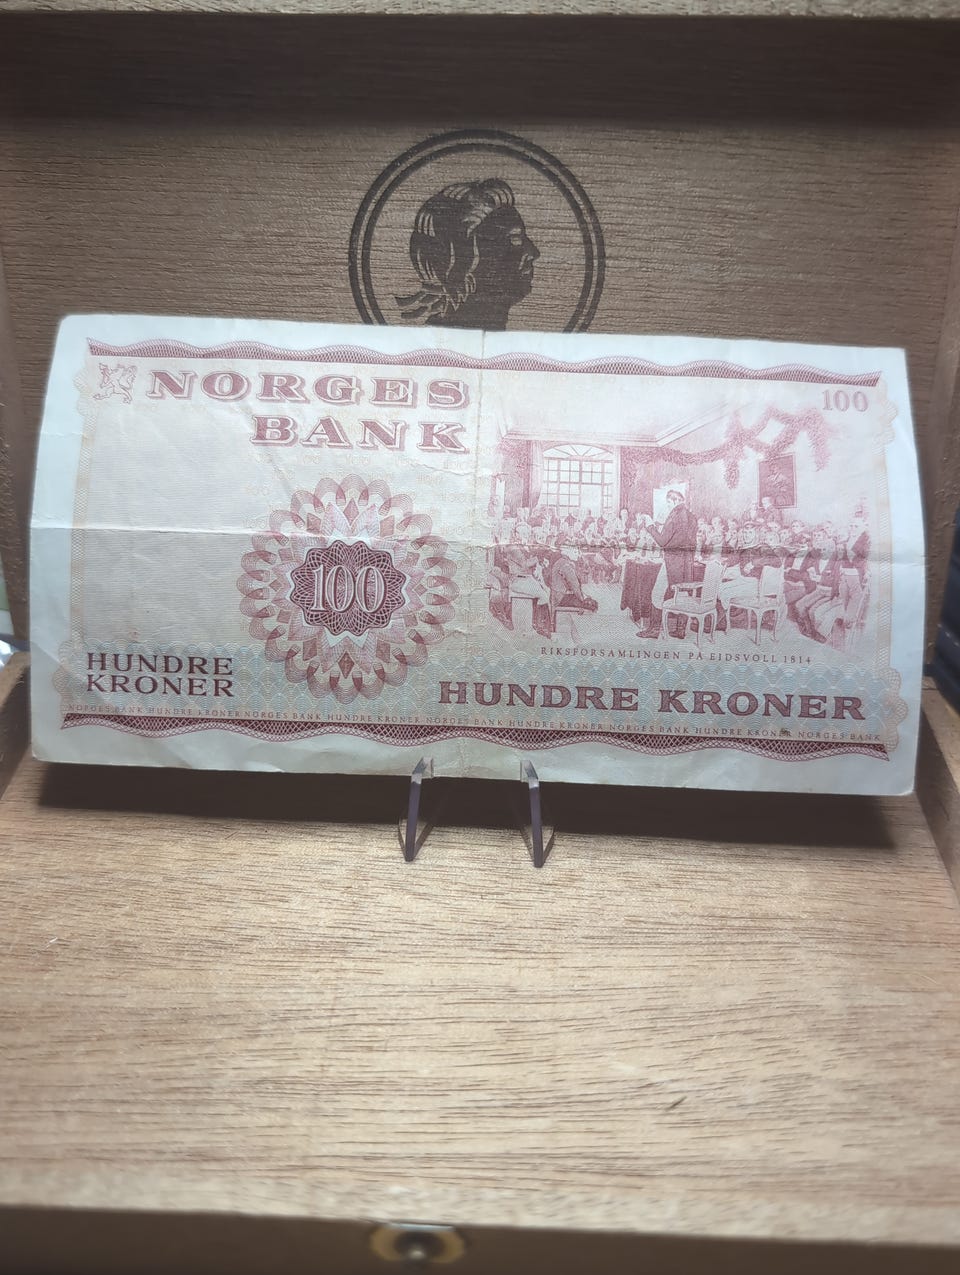 NORGES
BANK
100
100
RIKSFORSAMLINGEN PÅ EIDSVOLL 1814
HUNDRE
KRONER
HUNDRE KRONER
NORGES BANK HUNDRE KRONER NORGES BANK HUNDRE KRONER NORGES BANK HUNDRE KRONER NORGES BANK HUNDRE KRONER NORGES BANK